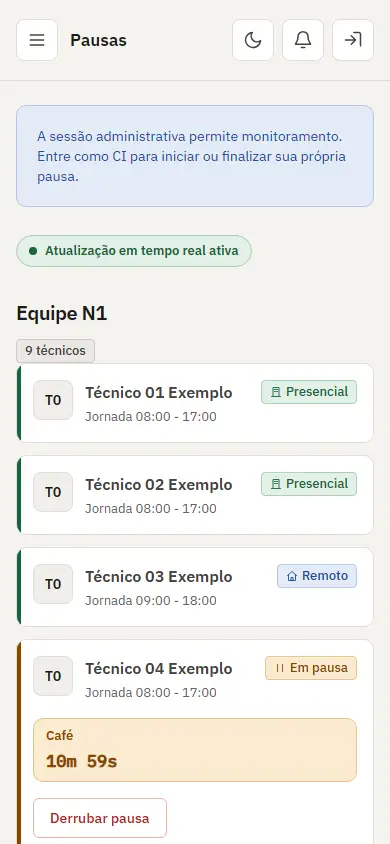 Pausas
A sessão administrativa permite monitoramento.
Entre como CI para iniciar ou finalizar sua própria
pausa.
Atualização em tempo real ativa
Equipe N1
9 técnicos
T0
Técnico 01 Exemplo
Presencial
Jornada 08:00 - 17:00
T0
Técnico 02 Exemplo
Presencial
Jornada 08:00 - 17:00
T0
Técnico 03 Exemplo
Remoto
Jornada 09:00 - 18:00
T0
Técnico 04 Exemplo
Em pausa
Jornada 08:00 - 17:00
Café
10m 59s
Derrubar pausa